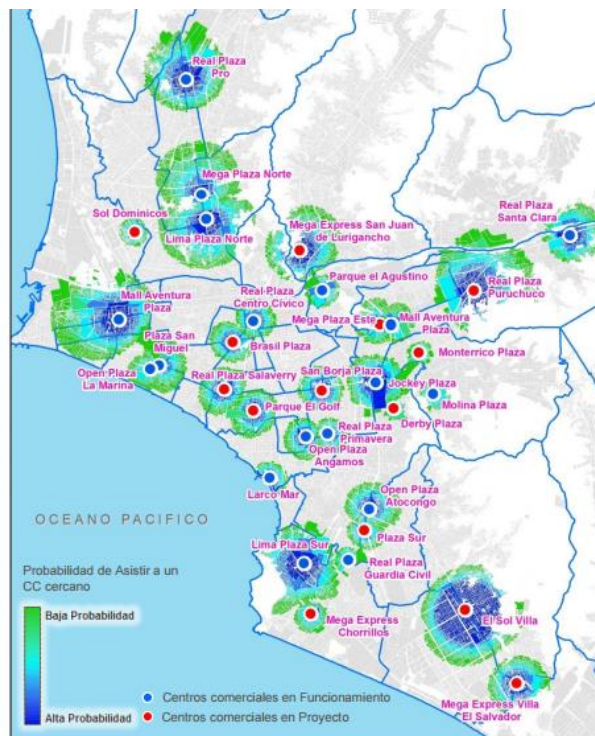 Real Plaza
Pro
Mega Plaza Norte
Sol Dominicos
Lima Plaza Norte
Mega Express San Juan
de Lurigancho
Real Plaza
Santa Clara
Parque el Agustino
Real Plaza
Centro Cívico
Real Plaza
Puruchuco
Mall Aventura
Plaza
Mega Plaza Este
Mall Aventura
Plaza
Plaza San
Miguel
Brasil Plaza
Monterrico Plaza
Open Plaza
La Marina
Real Plaza Salaverry
San Borja Plaza
Jockey Plaza
Molina Plaza
Parque El Golf
Derby Plaza
Real Plaza
Primavera
Open Plaza
Angamos
Larco Mar
Open Plaza
Atocongo
OCEANO PACIFICO
Plaza Sur
Lima Plaza Sur
Real Plaza
Guardia Civil
Probabilidad de Asistir a un
CC cercano
Baja Probabilidad
Mega Express
Chorrillos
El Sol Villa
Mega Express Villa
El Salvador
Alta Probabilidad
Centros comerciales en Funcionamiento
Centros comerciales en Proyecto